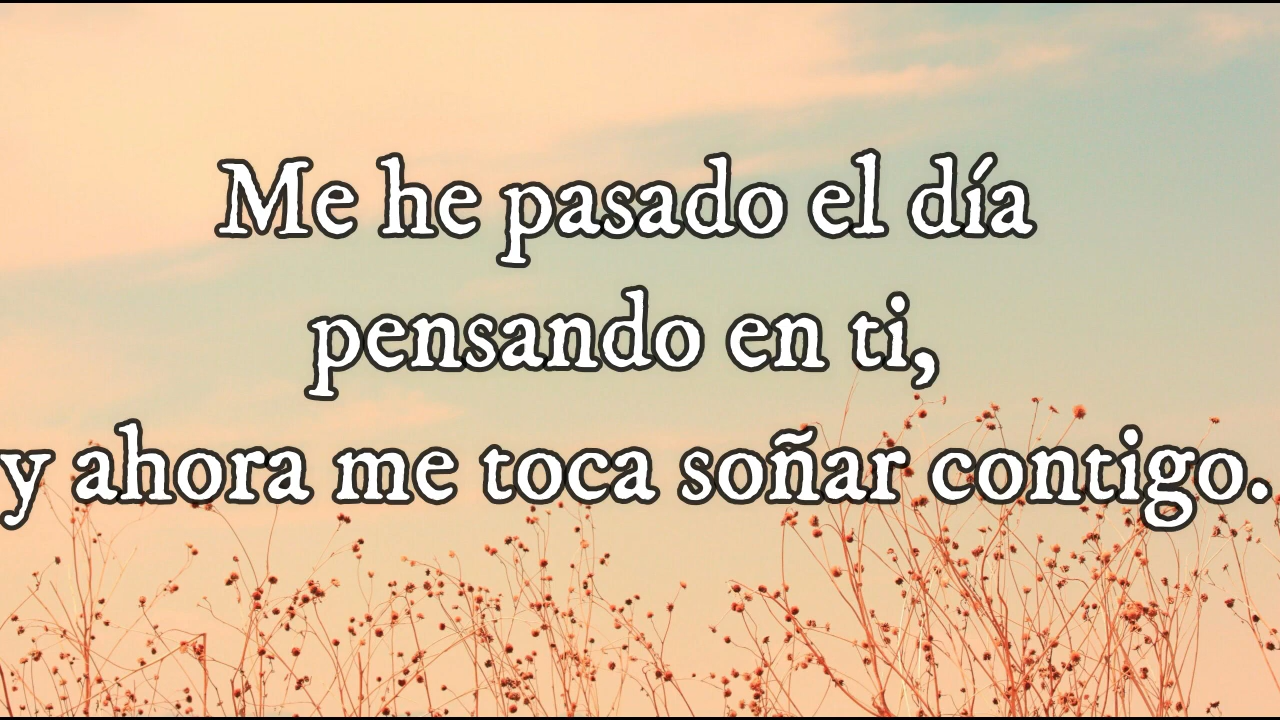 Me he pasado el día
pensando en ti,
y ahora me toca soñar contigo.